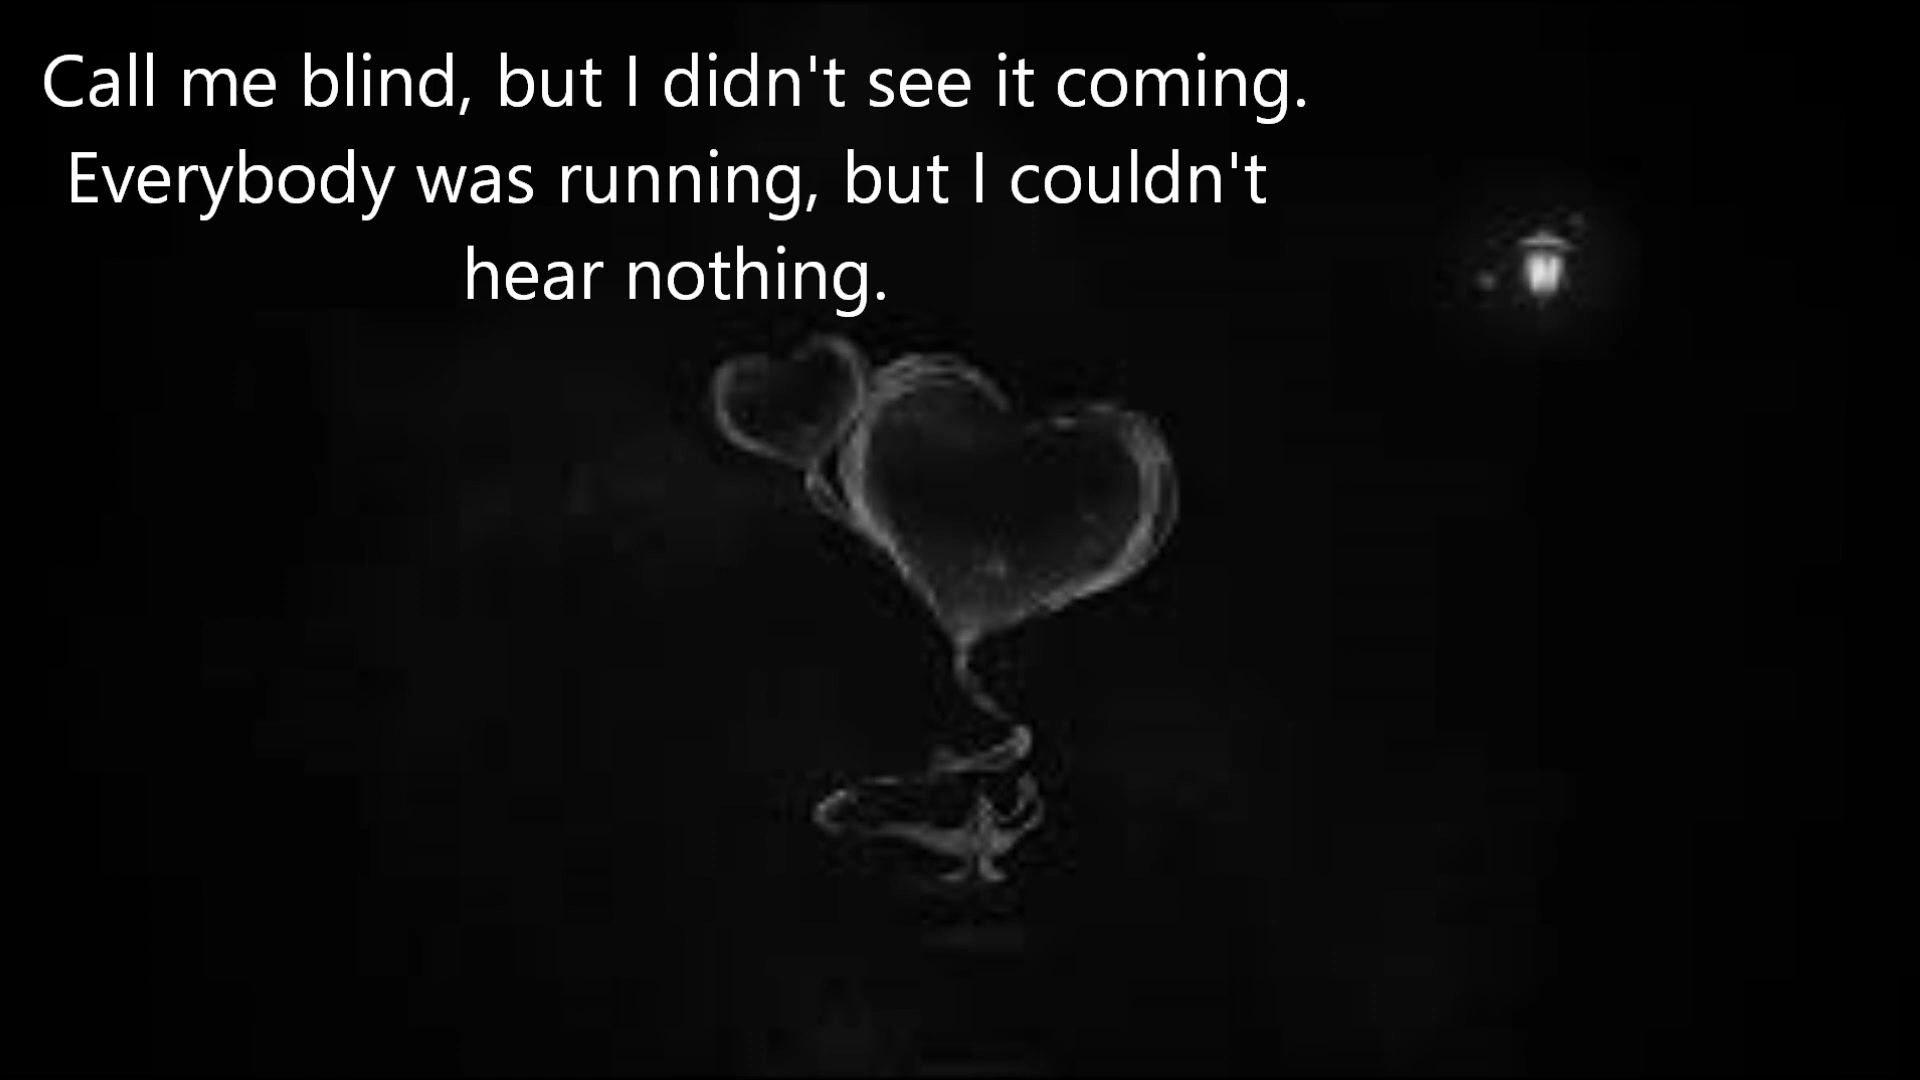 Call me blind, but I didn't see it coming.
Everybody was running, but I couldn't
hear nothing.